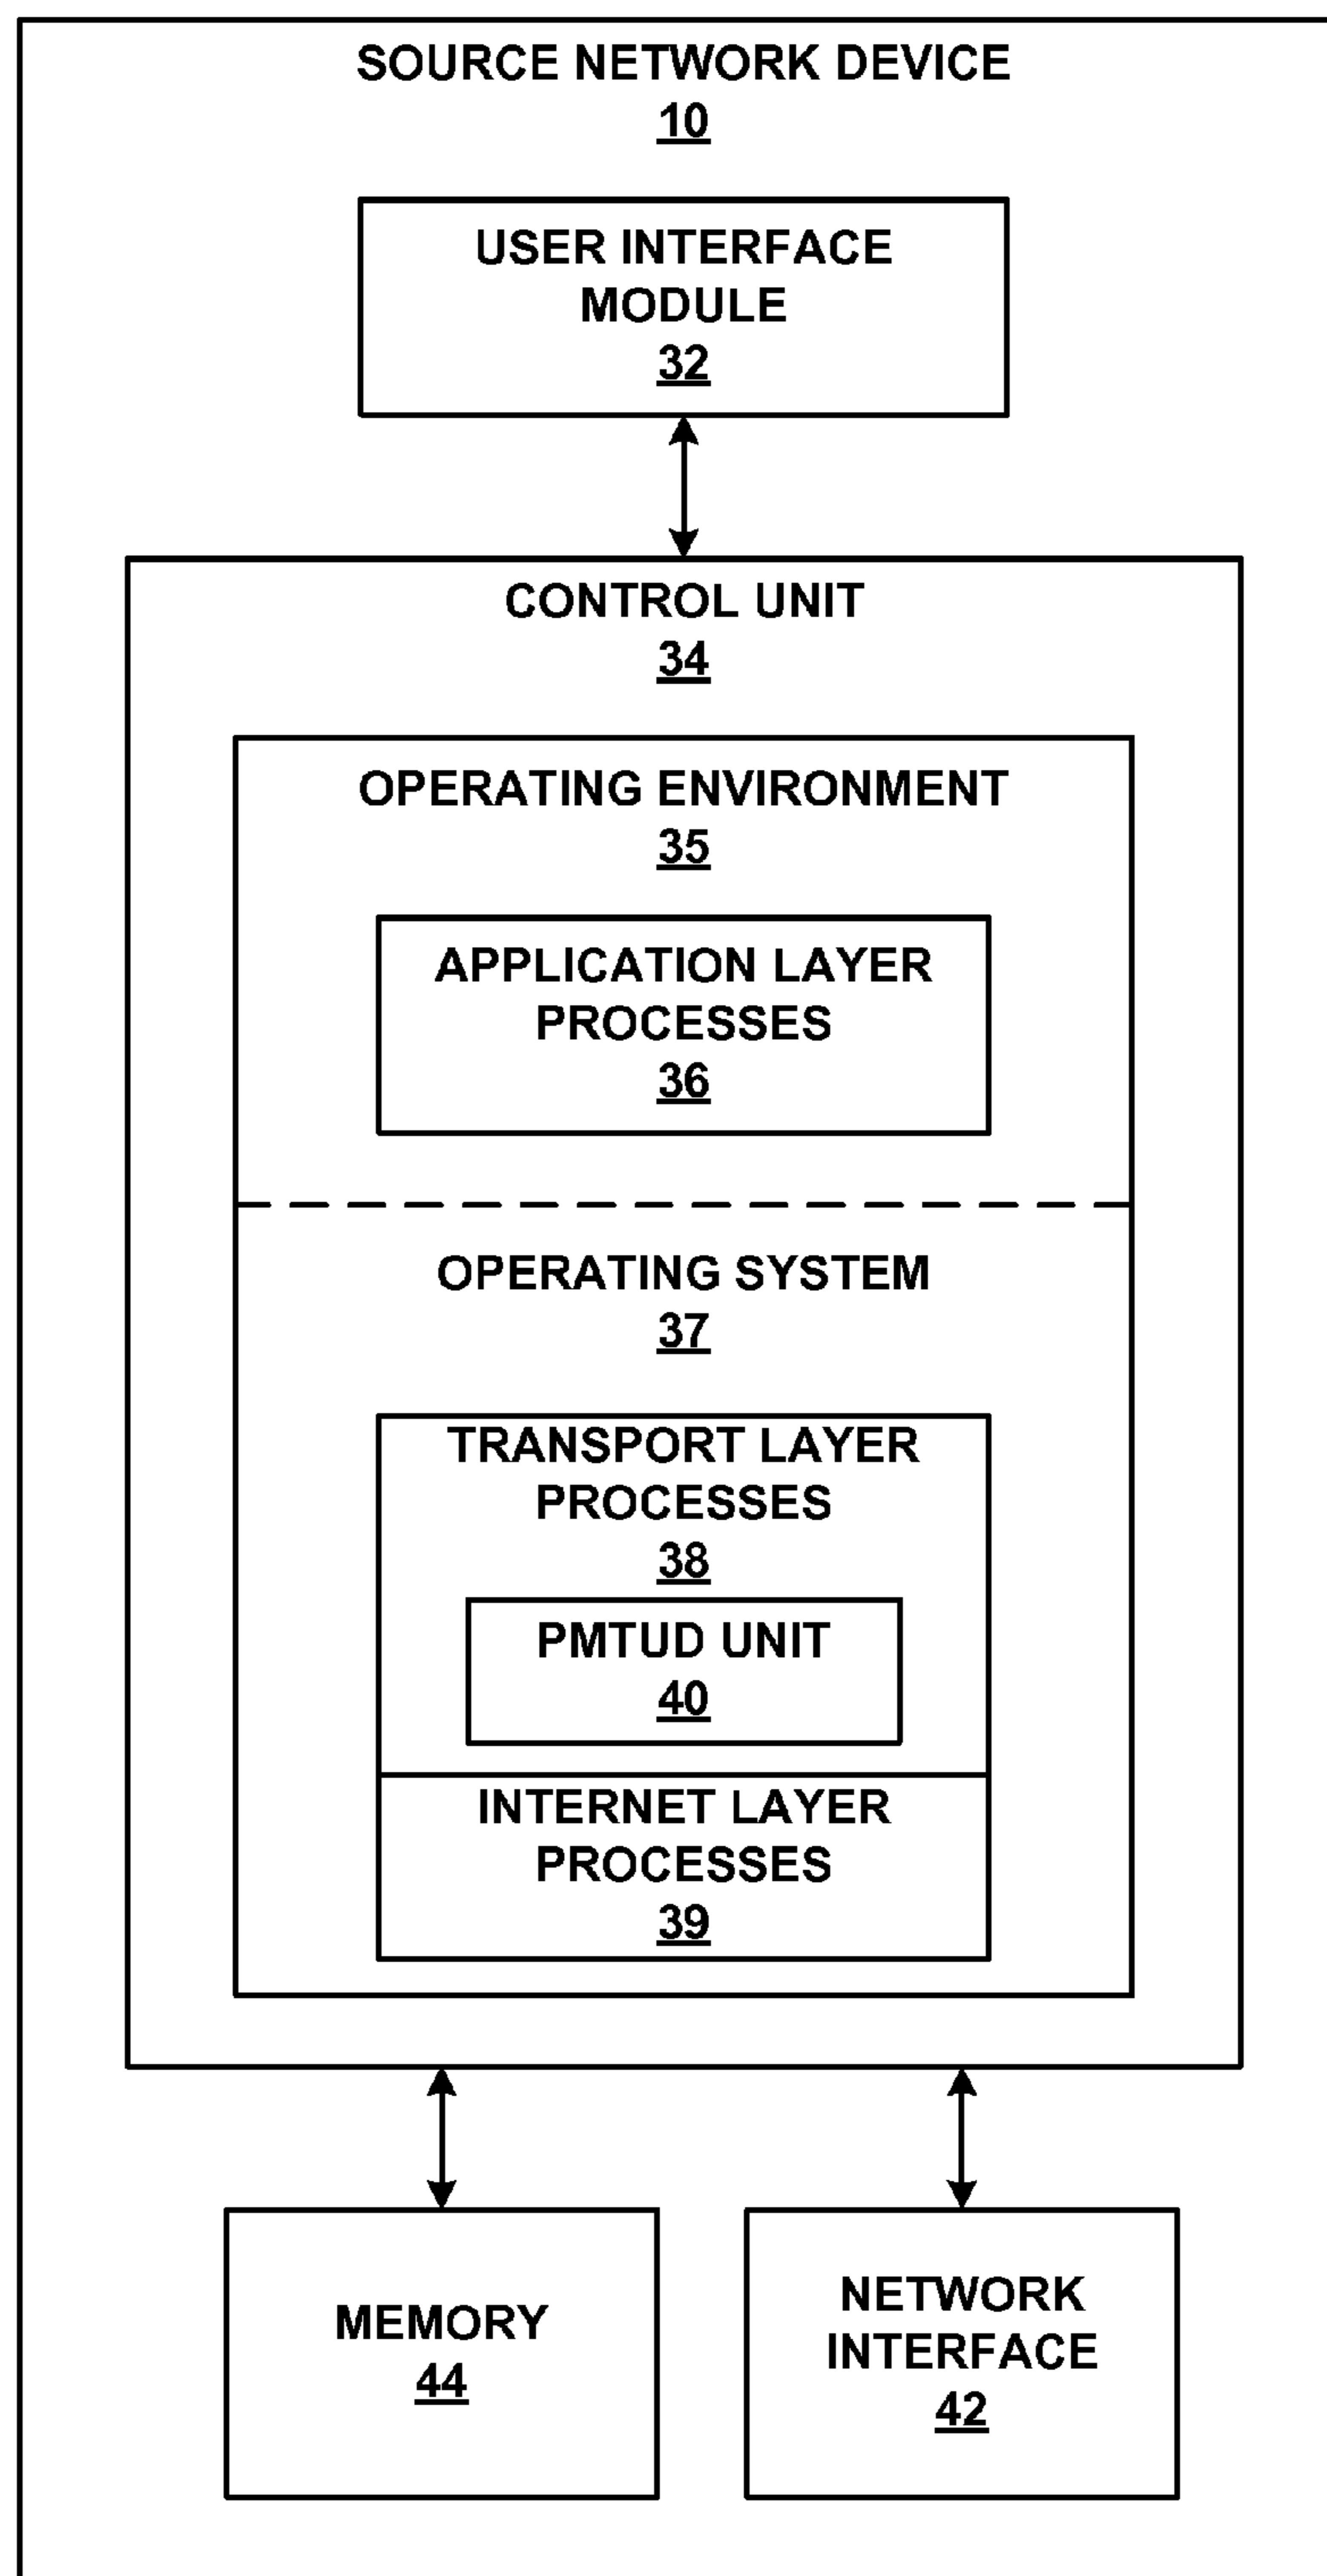 SOURCE NETWORK DEVICE
10
USER INTERFACE
MODULE
32
CONTROL UNIT
34
OPERATING ENVIRONMENT
35
APPLICATION LAYER
PROCESSES
36
OPERATING SYSTEM
37
TRANSPORT LAYER
PROCESSES
38
PMTUD UNIT
40
INTERNET LAYER
PROCESSES
39
MEMORY
44
NETWORK
INTERFACE
42